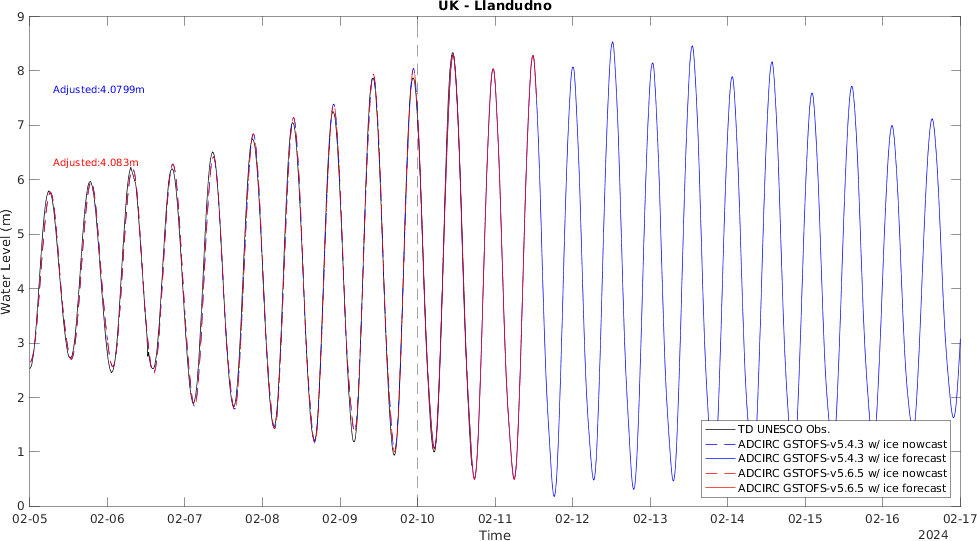 UK - Llandudno
9
8
7
6
5
4
3
2
1
0
Water Level (m)
Adjusted:4.0799m
Adjusted:4.083m
TD UNESCO Obs.
ADCIRC GSTOFS-v5.4.3 w/ ice nowcast
ADCIRC GSTOFS-v5.4.3 w/ ice forecast
ADCIRC GSTOFS-v5.6.5 w/ ice nowcast
ADCIRC GSTOFS-v5.6.5 w/ ice forecast
02-05 02-06 02-07 02-08 02-09 02-10 02-11 02-12 02-13 02-14 02-15 02-16 02-17
Time
2024